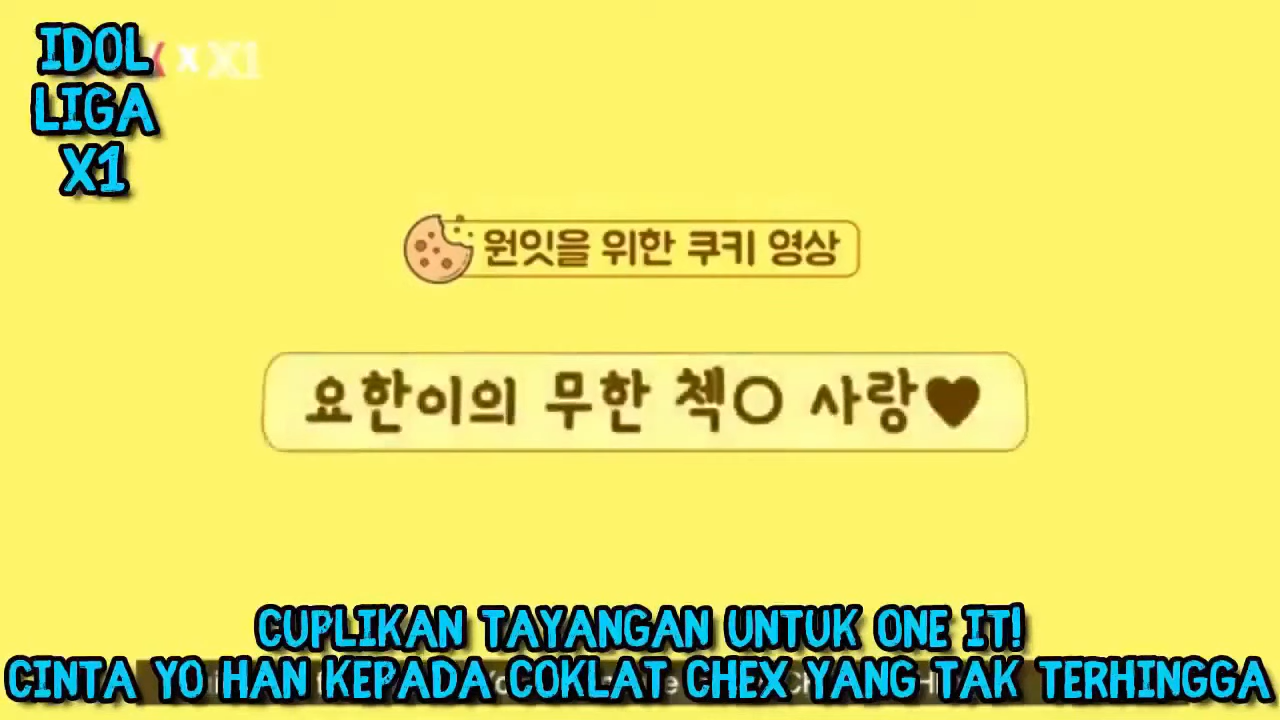 IDOL
LIGA
X1
X X1
원잇을 위한 쿠키 영상
요한이의 무한 첵○ 사랑♥
CUPLIKAN TAYANGAN UNTUK ONE IT!
CINTA YO HAN KEPADA COKLAT CHEX YANG TAK TERHINGGA